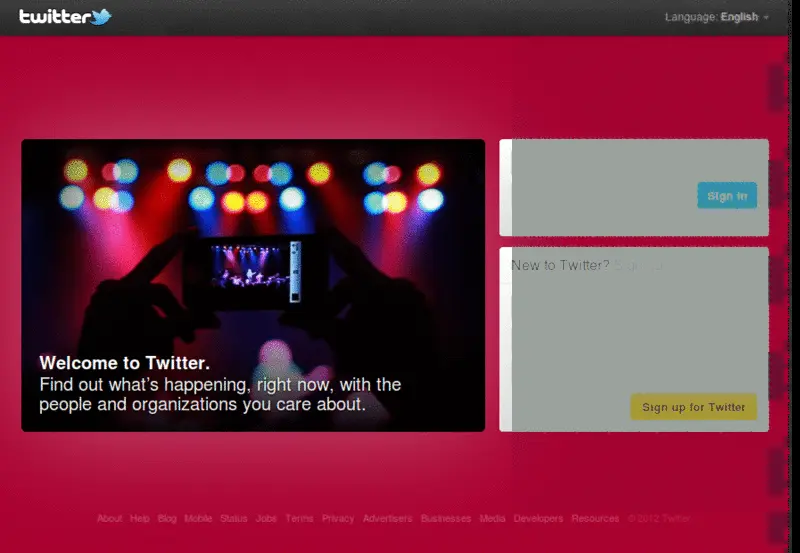 twitter
Language: English
Sign in
New to Twitter? Sign up
Welcome to Twitter.
Find out what's happening, right now, with the
people and organizations you care about.
Sign up for Twitter
About Help Blog Mobile Status Jobs Terms Privacy Advertisers Businesses Media Developers Resources © 2012 Twitter